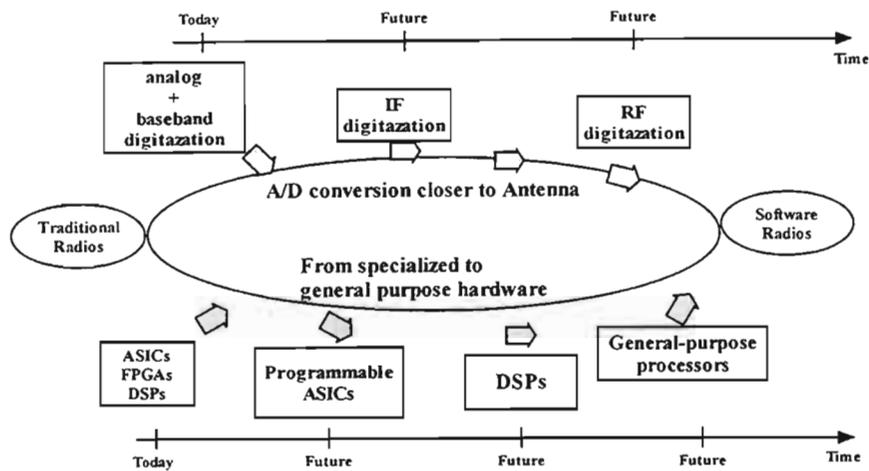 Today
Future
Future
Time
analog
+
baseband
digitazation
IF
digitazation
RF
digitazation
A/D conversion closer to Antenna
Traditional
Radios
Software
Radios
From specialized to
general purpose hardware
ASICs
FPGAs
DSPs
Programmable
ASICs
DSPs
General-purpose
processors
Today
Future
Future
Future
Time